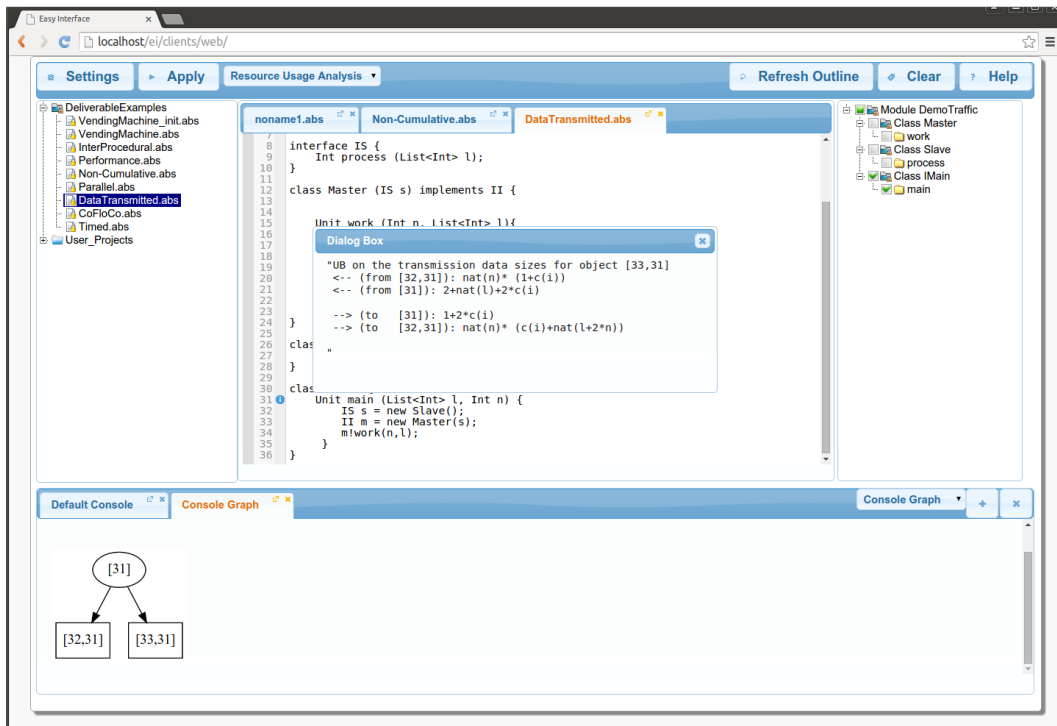 Easy Interface
localhost/ei/clients/web/
Settings
Apply
Resource Usage Analysis
Refresh Outline
Clear
? Help
DeliverableExamples
VendingMachine_init.abs
VendingMachine.abs
InterProcedural.abs
Performance.abs
Non-Cumulative.abs
Parallel.abs
DataTransmitted.abs
CoFloCo.abs
Timed.abs
User_Projects
noname1.abs
Non-Cumulative.abs
DataTransmitted.abs
7
8 interface IS {
9 Int process (List<Int> l);
10 }
11
12 class Master (IS s) implements II {
13
14
15 Unit work (Int n, List<Int> l){
16
17
18
19
20
21
22
23
24 }
25
26 clas
27
28 }
29
30 clas
31 Unit main (List<Int> l, Int n) {
32 IS s = new Slave();
33 II m = new Master(s);
34 m!work(n,l);
35 }
36 }
Dialog Box
"UB on the transmission data sizes for object [33,31]
<-- (from [32,31]): nat(n)* (1+c(i))
<-- (from [31]): 2+nat(l)+2*c(i)
--> (to [31]): 1+2*c(i)
--> (to [32,31]): nat(n)* (c(i)+nat(l+2*n))
"
Module DemoTraffic
Class Master
work
Class Slave
process
Class IMain
main
Default Console
Console Graph
Console Graph
+
[31]
[32,31]
[33,31]